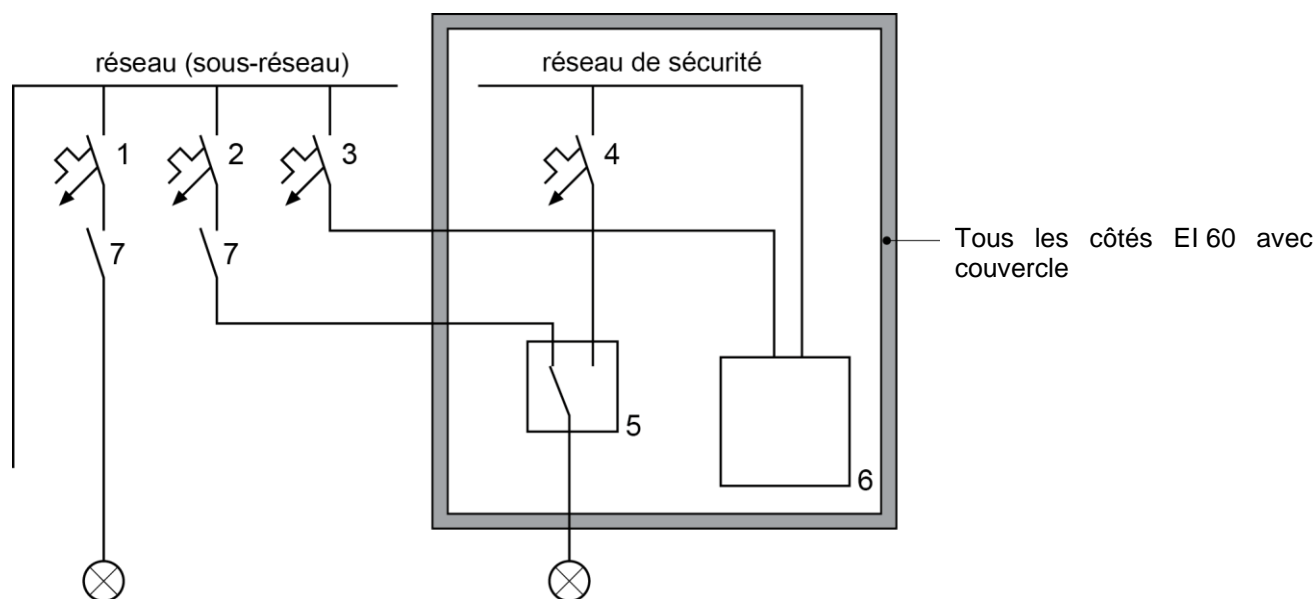 réseau (sous-réseau)
réseau de sécurité
1
2
3
4
7
7
Tous les côtés EI 60 avec
couvercle
5
6